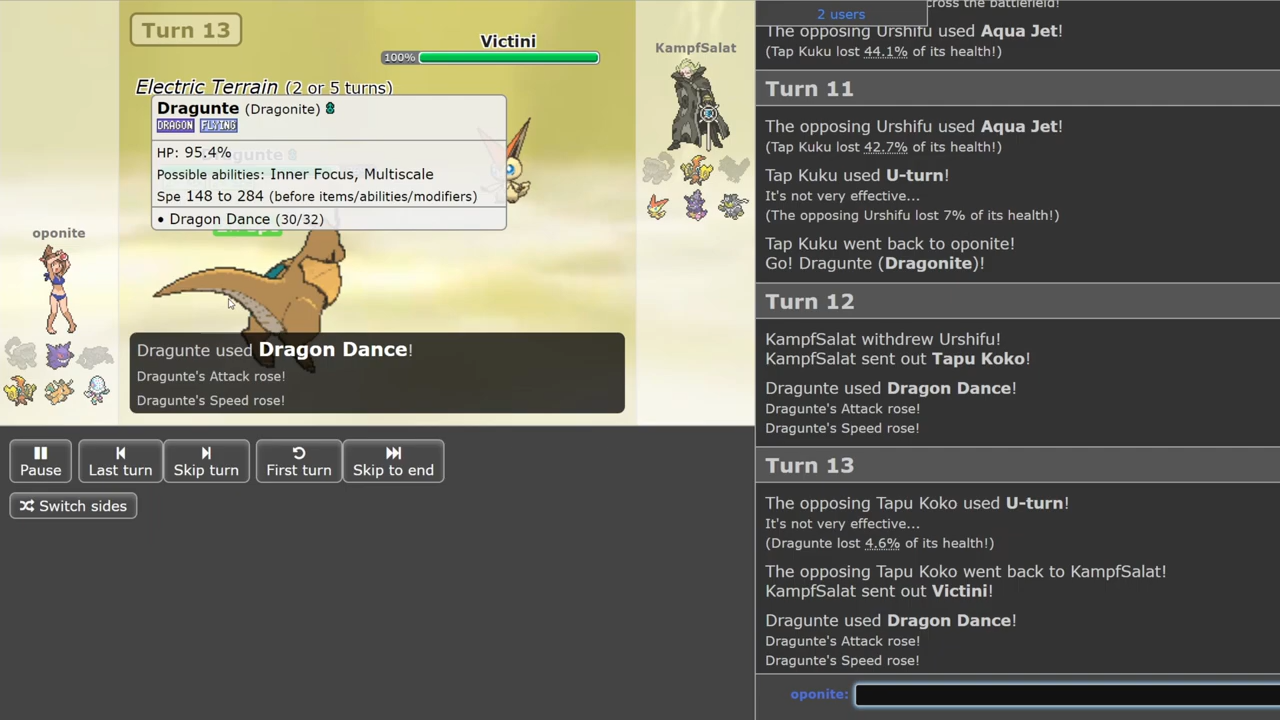 Turn 13
Victini
100%
Electric Terrain (2 or 5 turns)
Dragunte (Dragonite)
DRAGON FLYING
HP: 95.4%
Possible abilities: Inner Focus, Multiscale
Spe 148 to 284 (before items/abilities/modifiers)
• Dragon Dance (30/32)
oponite
KampfSalat
Dragunte used Dragon Dance!
Dragunte's Attack rose!
Dragunte's Speed rose!
Pause
Last turn
Skip turn
First turn
Skip to end
Switch sides
2 users
across the battlefield!
The opposing Urshifu used Aqua Jet!
(Tap Kuku lost 44.1% of its health!)
Turn 11
The opposing Urshifu used Aqua Jet!
(Tap Kuku lost 42.7% of its health!)
Tap Kuku used U-turn!
It's not very effective...
(The opposing Urshifu lost 7% of its health!)
Tap Kuku went back to oponite!
Go! Dragunte (Dragonite)!
Turn 12
KampfSalat withdrew Urshifu!
KampfSalat sent out Tapu Koko!
Dragunte used Dragon Dance!
Dragunte's Attack rose!
Dragunte's Speed rose!
Turn 13
The opposing Tapu Koko used U-turn!
It's not very effective...
(Dragunte lost 4.6% of its health!)
The opposing Tapu Koko went back to KampfSalat!
KampfSalat sent out Victini!
Dragunte used Dragon Dance!
Dragunte's Attack rose!
Dragunte's Speed rose!
oponite: